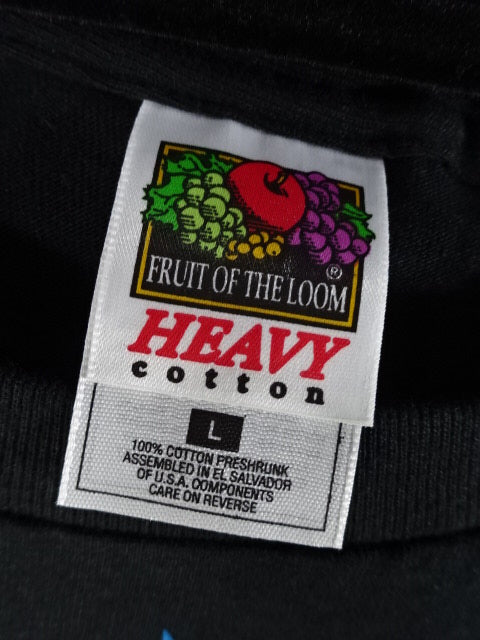 FRUIT OF THE LOOM ®
HEAVY
cotton
L
100% COTTON PRESHRUNK
ASSEMBLED IN EL SALVADOR
OF U.S.A. COMPONENTS
CARE ON REVERSE